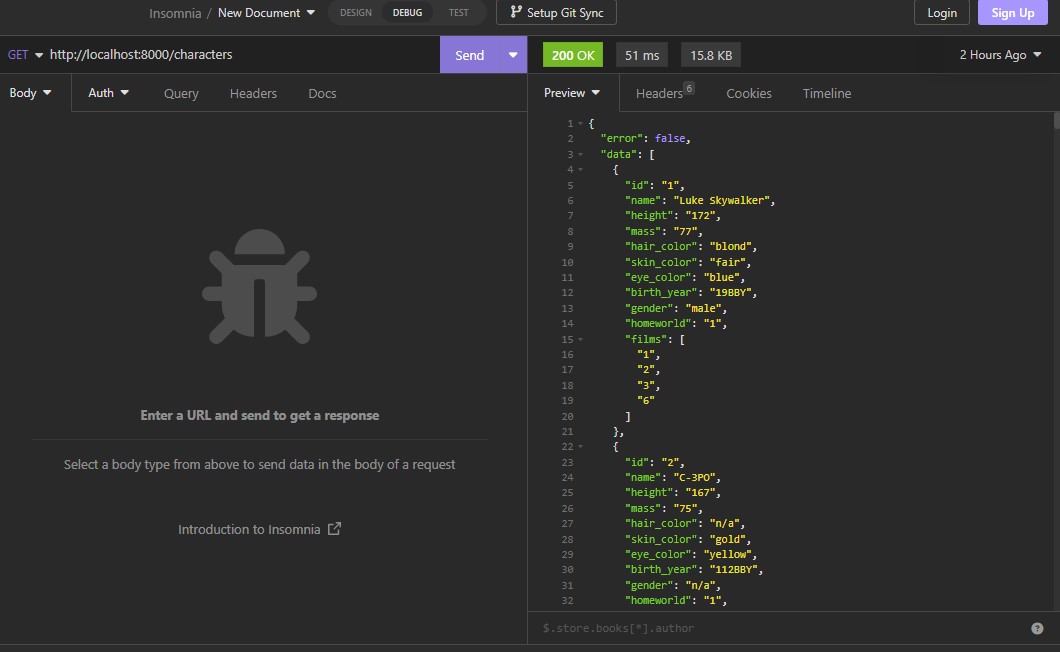 Insomnia / New Document DESIGN DEBUG TEST Setup Git Sync Login Sign Up
GET http://localhost:8000/characters Send 200 OK 51 ms 15.8 KB 2 Hours Ago
Body Auth Query Headers Docs Preview Headers 6 Cookies Timeline
Enter a URL and send to get a response
Select a body type from above to send data in the body of a request
Introduction to Insomnia
1 {
2 "error": false,
3 "data": [
4 {
5 "id": "1",
6 "name": "Luke Skywalker",
7 "height": "172",
8 "mass": "77",
9 "hair_color": "blond",
10 "skin_color": "fair",
11 "eye_color": "blue",
12 "birth_year": "19BBY",
13 "gender": "male",
14 "homeworld": "1",
15 "films": [
16 "1",
17 "2",
18 "3",
19 "6"
20 ]
21 },
22 {
23 "id": "2",
24 "name": "C-3PO",
25 "height": "167",
26 "mass": "75",
27 "hair_color": "n/a",
28 "skin_color": "gold",
29 "eye_color": "yellow",
30 "birth_year": "112BBY",
31 "gender": "n/a",
32 "homeworld": "1",
$.store.books[*].author ?